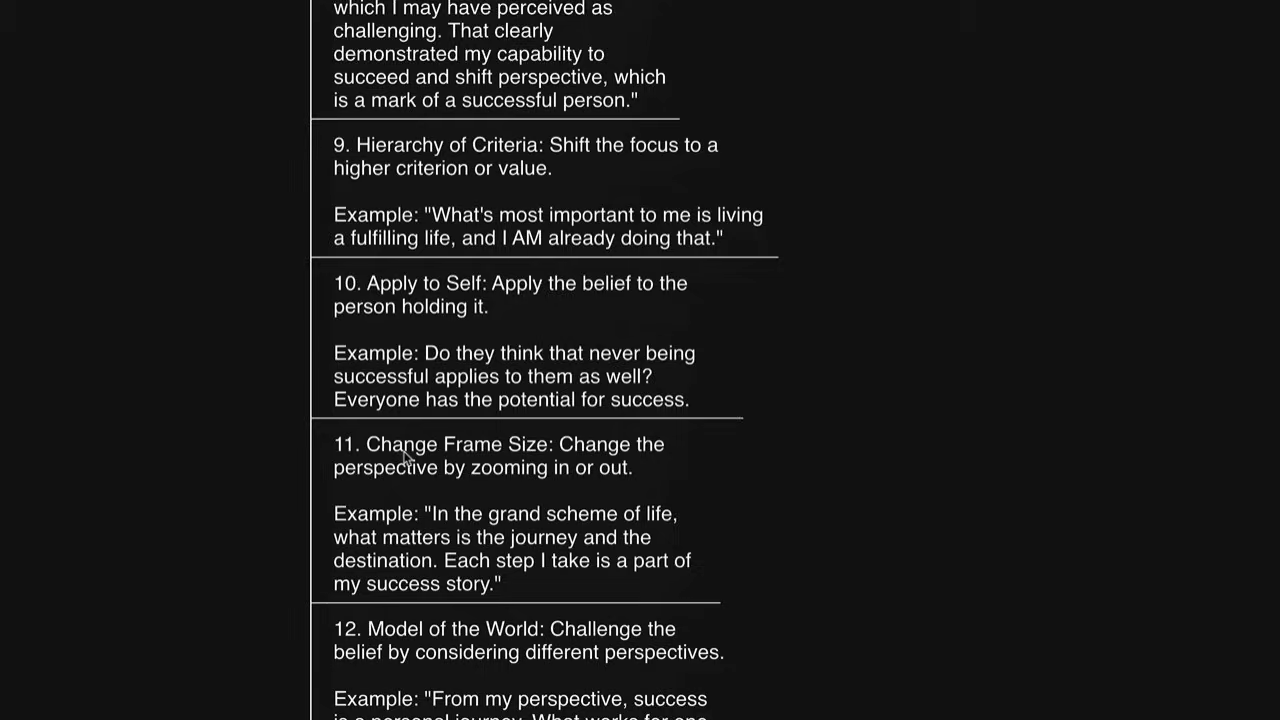 which I may have perceived as
challenging. That clearly
demonstrated my capability to
succeed and shift perspective, which
is a mark of a successful person."
9. Hierarchy of Criteria: Shift the focus to a
higher criterion or value.
Example: "What's most important to me is living
a fulfilling life, and I AM already doing that."
10. Apply to Self: Apply the belief to the
person holding it.
Example: Do they think that never being
successful applies to them as well?
Everyone has the potential for success.
11. Change Frame Size: Change the
perspective by zooming in or out.
Example: "In the grand scheme of life,
what matters is the journey and the
destination. Each step I take is a part of
my success story."
12. Model of the World: Challenge the
belief by considering different perspectives.
Example: "From my perspective, success
is a personal journey. What works for one